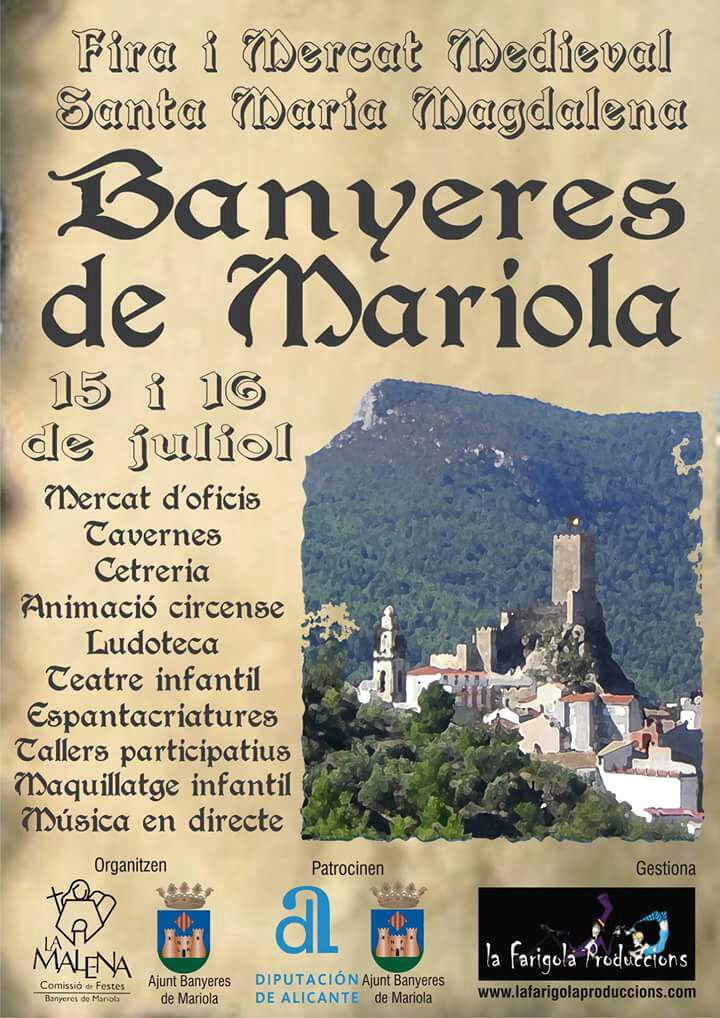 Fira i Mercat Medieval
Santa Maria Magdalena
Banyeres
de Mariola
15 i 16
de juliol
Mercat d'oficis
Tavernes
Cetreria
Animació circense
Ludoteca
Teatre infantil
Espantacriatures
Tallers participatius
Maquillatge infantil
Música en directe
Organitzen
LA MALENA
Comissió de Festes
Banyeres de Mariola
Ajunt Banyeres
de Mariola
Patrocinen
al
DIPUTACIÓN
DE ALICANTE
Ajunt Banyeres
de Mariola
Gestiona
la Farigola Produccions
www.lafarigolaproduccions.com